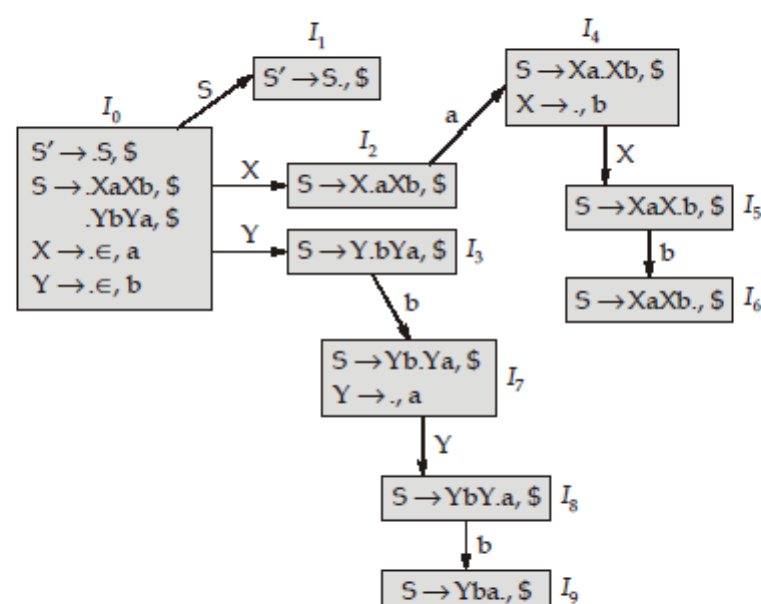 I₁
S′ → S., $
S
I₀
S′ → .S, $
S → .XaXb, $
.YbYa, $
X → .∈, a
Y → .∈, b
X
I₂
S → X.aXb, $
a
I₄
S → Xa.Xb, $
X → ., b
X
S → XaX.b, $ I₅
b
S → XaXb., $ I₆
Y
S → Y.bYa, $ I₃
b
S → Yb.Ya, $
Y → ., a
I₇
Y
S → YbY.a, $ I₈
b
S → Yba., $ I₉